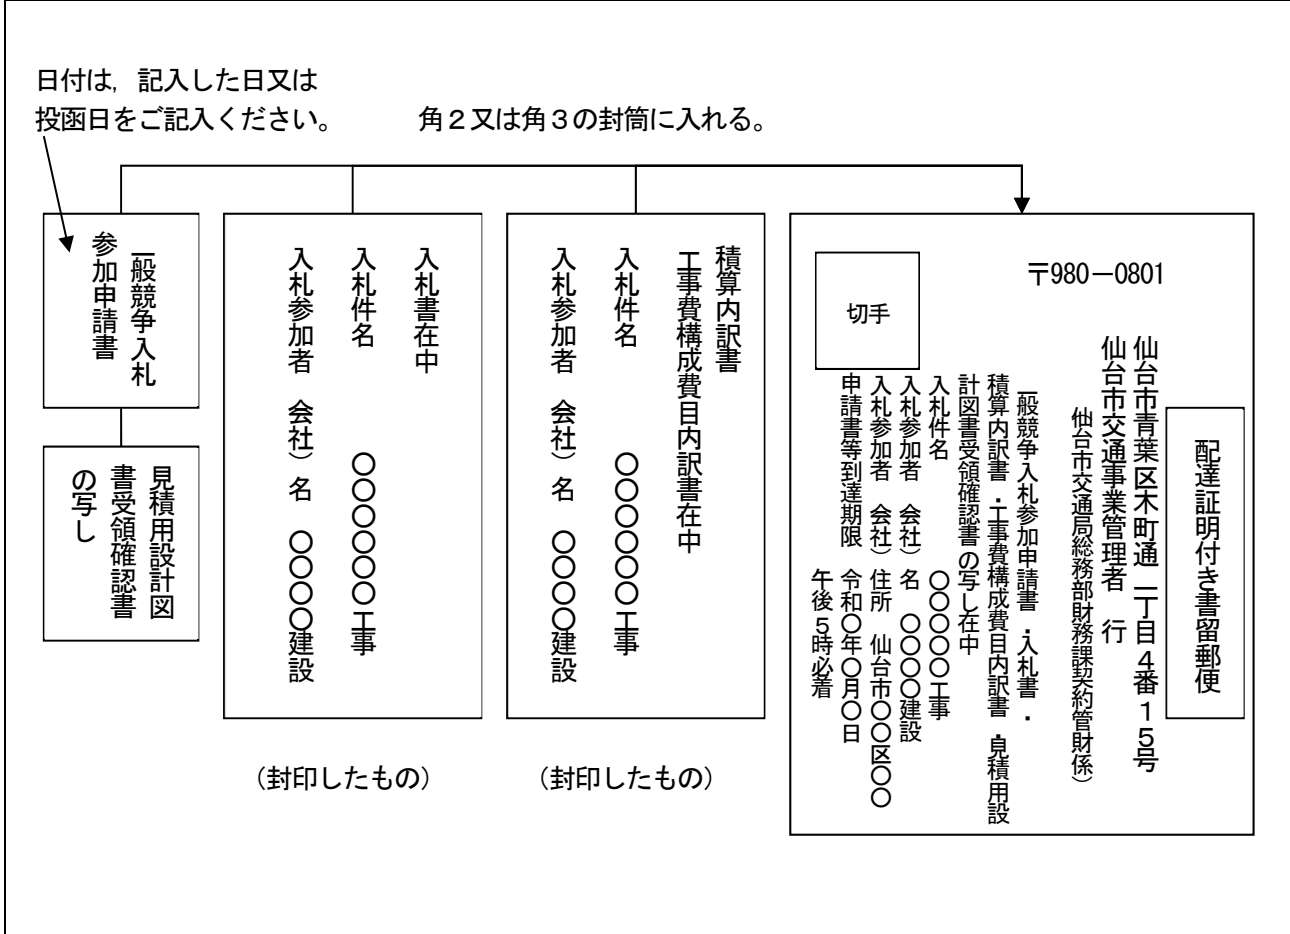 日付は，記入した日又は
投函日をご記入ください。
角２又は角３の封筒に入れる。
一般競争入札
参加申請書
見積用設計図
書受領確認書
の写し
入札書在中
入札件名　〇〇〇〇〇〇工事
入札参加者　会社）名　〇〇〇〇建設
（封印したもの）
積算内訳書
工事費構成費目内訳書在中
入札件名　〇〇〇〇〇〇工事
入札参加者　会社）名　〇〇〇〇建設
（封印したもの）
〒980－0801
切手
配達証明付き書留郵便
仙台市青葉区木町通一丁目４番１５号
仙台市交通事業管理者　行
仙台市交通局総務部財務課契約管財係）
一般競争入札参加申請書・入札書・
積算内訳書・工事費構成費目内訳書・見積用設
計図書受領確認書の写し在中
入札件名　〇〇〇〇〇工事
入札参加者　会社）名　〇〇〇〇建設
入札参加者　会社）住所　仙台市〇〇区〇〇
申請書等到達期限　令和〇年〇月〇日
午後５時必着